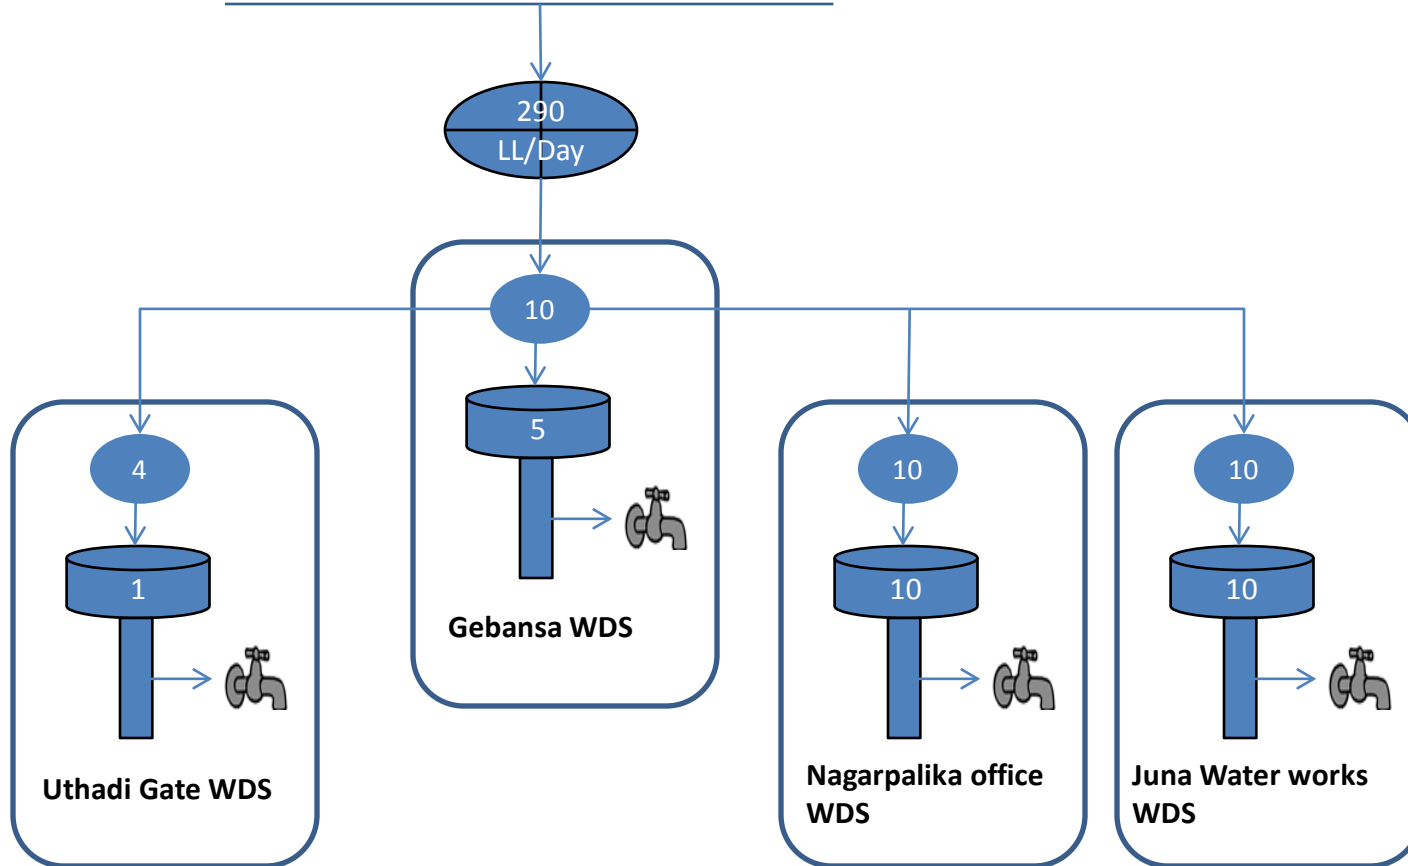 290
LL/Day
10
5
4
10
10
1
10
10
Gebansa WDS
Uthadi Gate WDS
Nagarpalika office
WDS
Juna Water works
WDS